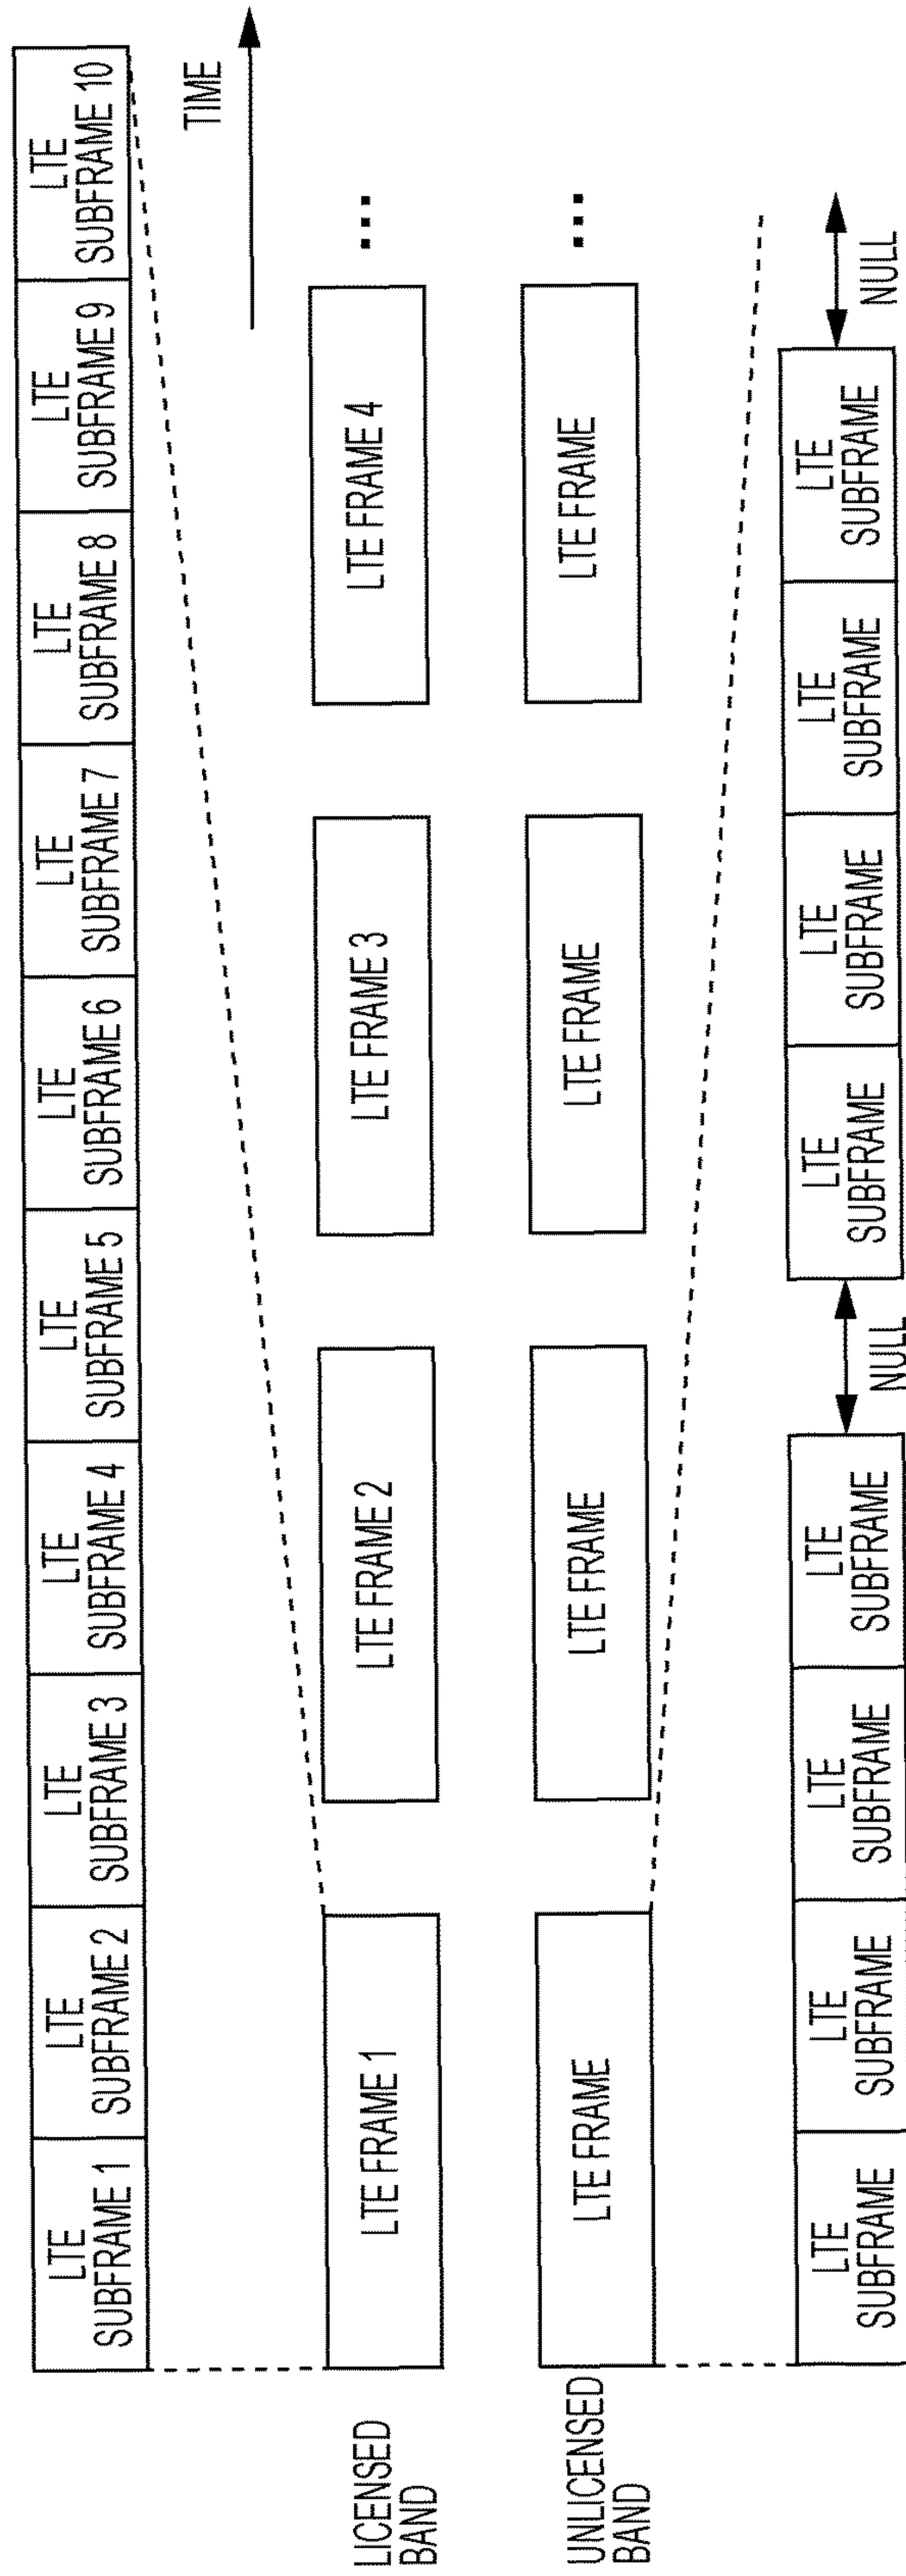 LTE
SUBFRAME 1
LTE
SUBFRAME 2
LTE
SUBFRAME 3
LTE
SUBFRAME 4
LTE
SUBFRAME 5
LTE
SUBFRAME 6
LTE
SUBFRAME 7
LTE
SUBFRAME 8
LTE
SUBFRAME 9
LTE
SUBFRAME 10
TIME
LICENSED
BAND
LTE FRAME 1
LTE FRAME 2
LTE FRAME 3
LTE FRAME 4
...
UNLICENSED
BAND
LTE FRAME
LTE FRAME
LTE FRAME
LTE FRAME
...
LTE
SUBFRAME
LTE
SUBFRAME
LTE
SUBFRAME
LTE
SUBFRAME
NULL
LTE
SUBFRAME
LTE
SUBFRAME
LTE
SUBFRAME
LTE
SUBFRAME
NULL